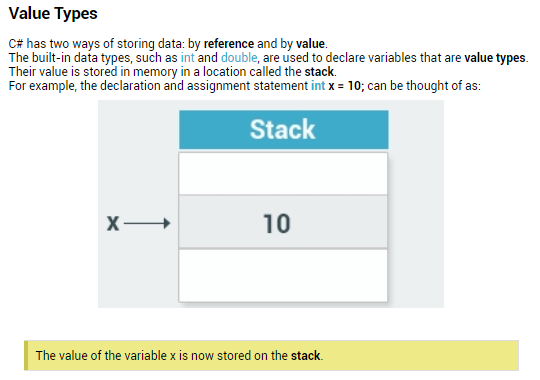 Value Types
C# has two ways of storing data: by reference and by value.
The built-in data types, such as int and double, are used to declare variables that are value types.
Their value is stored in memory in a location called the stack.
For example, the declaration and assignment statement int x = 10; can be thought of as:
Stack
x
10
The value of the variable x is now stored on the stack.